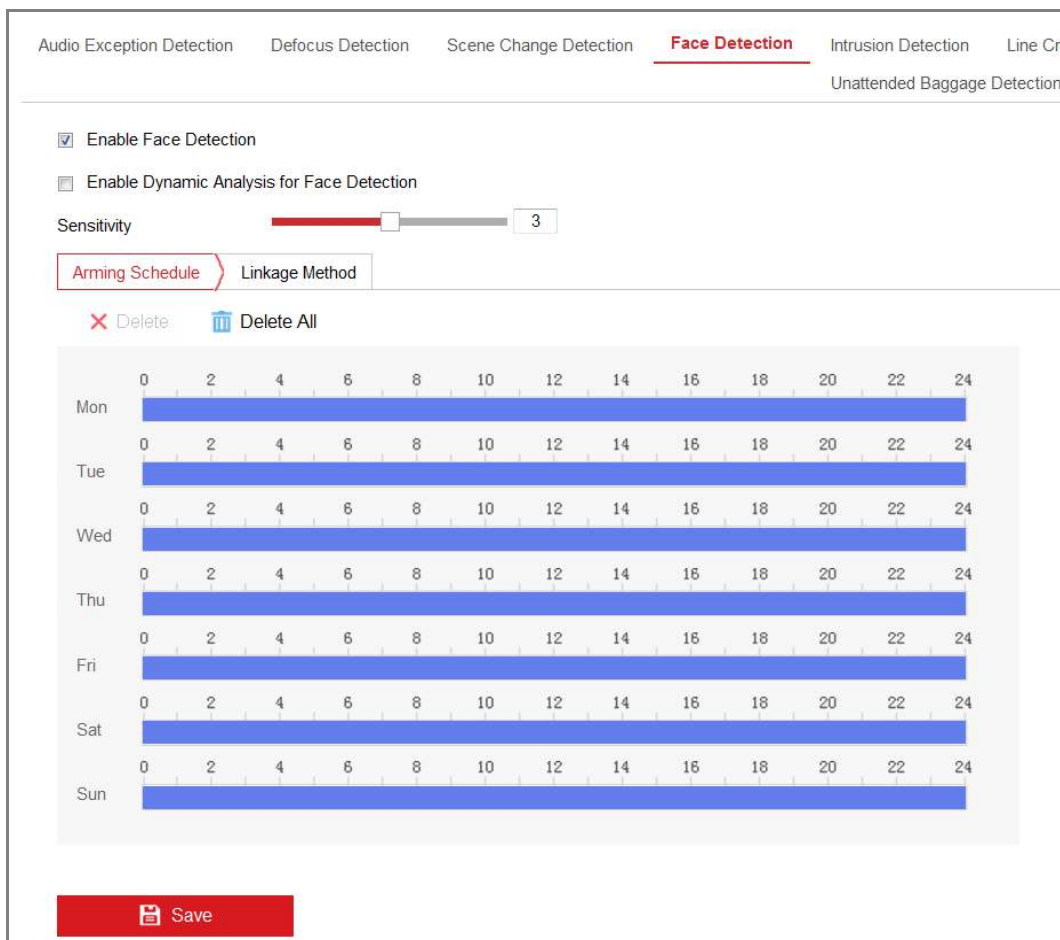 Audio Exception Detection Defocus Detection Scene Change Detection Face Detection Intrusion Detection Line Cr
Unattended Baggage Detection
Enable Face Detection
Enable Dynamic Analysis for Face Detection
Sensitivity 3
Arming Schedule Linkage Method
Delete Delete All
0 2 4 6 8 10 12 14 16 18 20 22 24
Mon
0 2 4 6 8 10 12 14 16 18 20 22 24
Tue
0 2 4 6 8 10 12 14 16 18 20 22 24
Wed
0 2 4 6 8 10 12 14 16 18 20 22 24
Thu
0 2 4 6 8 10 12 14 16 18 20 22 24
Fri
0 2 4 6 8 10 12 14 16 18 20 22 24
Sat
0 2 4 6 8 10 12 14 16 18 20 22 24
Sun
Save